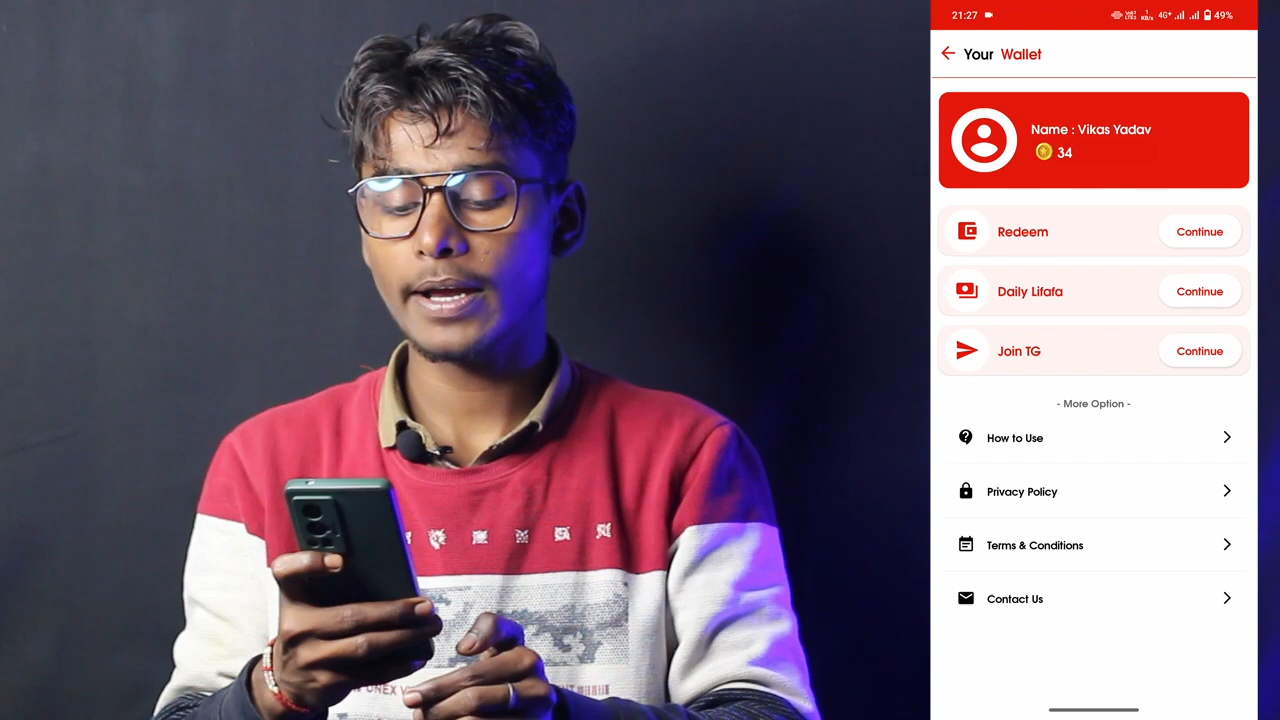 21:27
4G+
49%
Your Wallet
Name : Vikas Yadav
34
Redeem
Continue
Daily Lifafa
Continue
Join TG
Continue
- More Option -
How to Use
Privacy Policy
Terms & Conditions
Contact Us